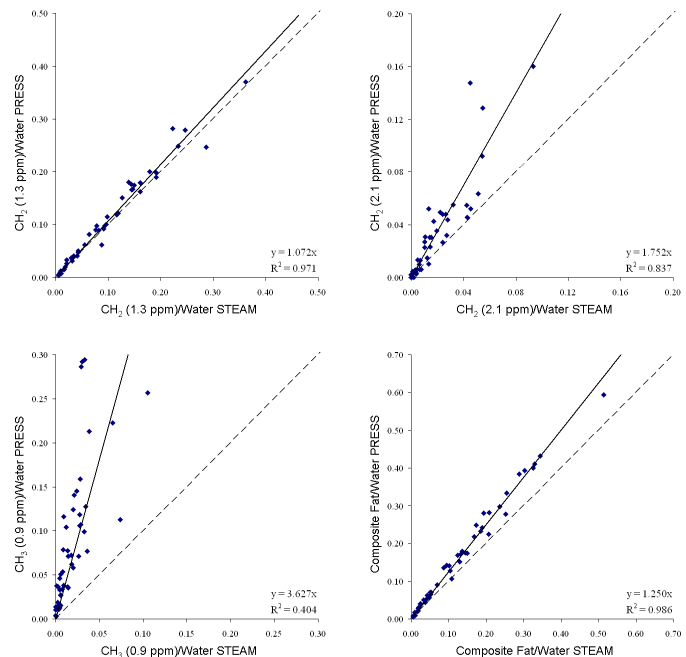 0.50
0.40
0.30
0.20
0.10
0.00
0.00 0.10 0.20 0.30 0.40 0.50
CH₂ (1.3 ppm)/Water PRESS
CH₂ (1.3 ppm)/Water STEAM
y = 1.072x
R² = 0.971
0.20
0.16
0.12
0.08
0.04
0.00
0.00 0.04 0.08 0.12 0.16 0.20
CH₂ (2.1 ppm)/Water PRESS
CH₂ (2.1 ppm)/Water STEAM
y = 1.752x
R² = 0.837
0.30
0.25
0.20
0.15
0.10
0.05
0.00
0.00 0.05 0.10 0.15 0.20 0.25 0.30
CH₃ (0.9 ppm)/Water PRESS
CH₃ (0.9 ppm)/Water STEAM
y = 3.627x
R² = 0.404
0.70
0.60
0.50
0.40
0.30
0.20
0.10
0.00
0.00 0.10 0.20 0.30 0.40 0.50 0.60 0.70
Composite Fat/Water PRESS
Composite Fat/Water STEAM
y = 1.250x
R² = 0.986